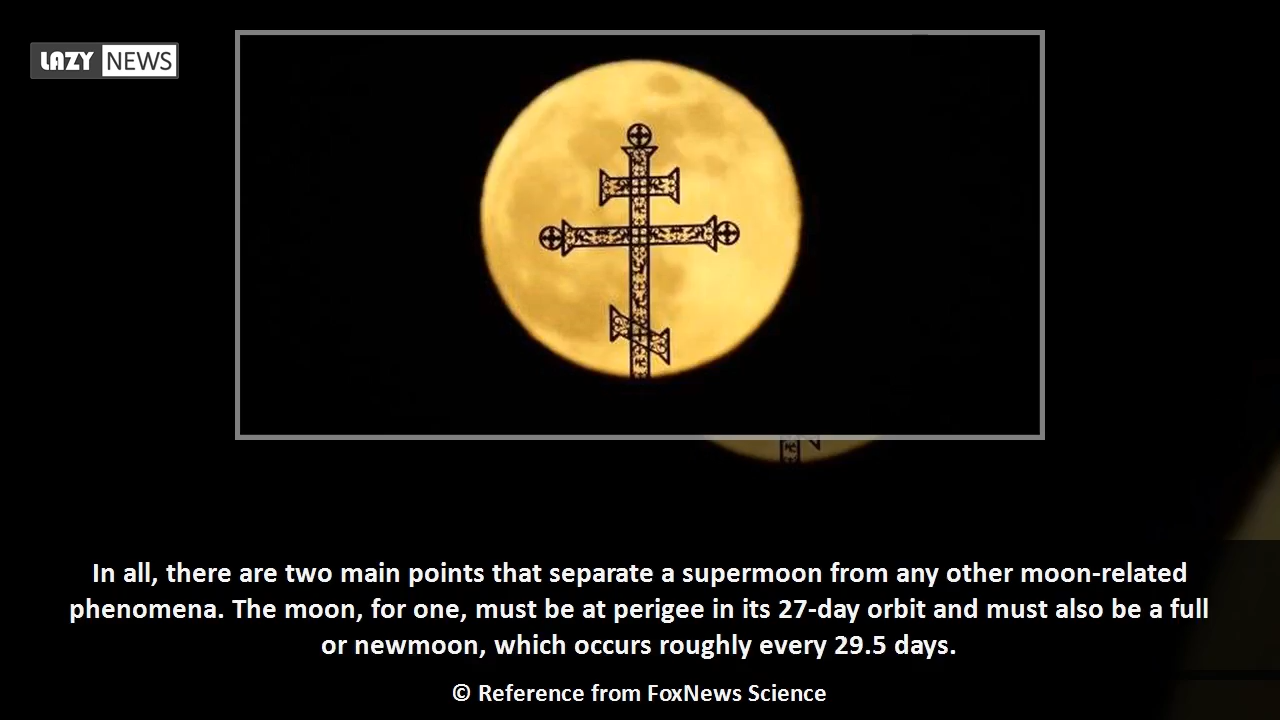 LAZY NEWS
In all, there are two main points that separate a supermoon from any other moon-related
phenomena. The moon, for one, must be at perigee in its 27-day orbit and must also be a full
or newmoon, which occurs roughly every 29.5 days.
© Reference from FoxNews Science